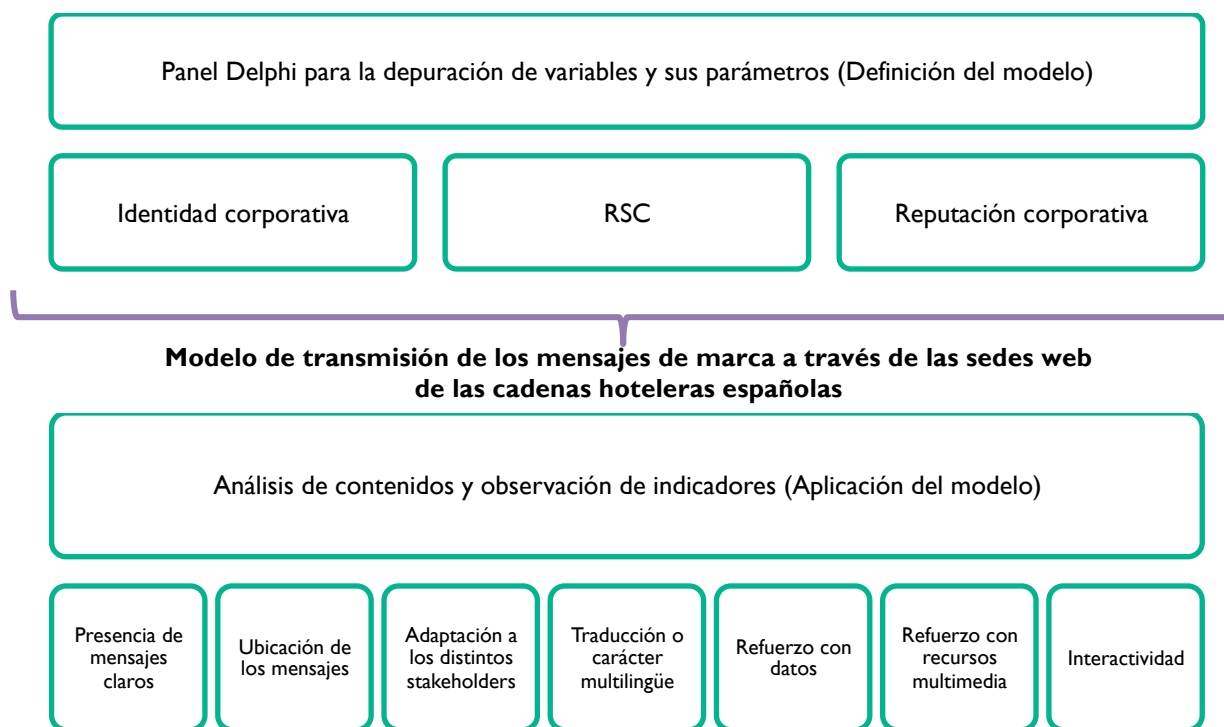 Panel Delphi para la depuración de variables y sus parámetros (Definición del modelo)
Identidad corporativa
RSC
Reputación corporativa
Modelo de transmisión de los mensajes de marca a través de las sedes web
de las cadenas hoteleras españolas
Análisis de contenidos y observación de indicadores (Aplicación del modelo)
Presencia de
mensajes
claros
Ubicación de
los mensajes
Adaptación a
los distintos
stakeholders
Traducción o
carácter
multilingüe
Refuerzo con
datos
Refuerzo con
recursos
multimedia
Interactividad